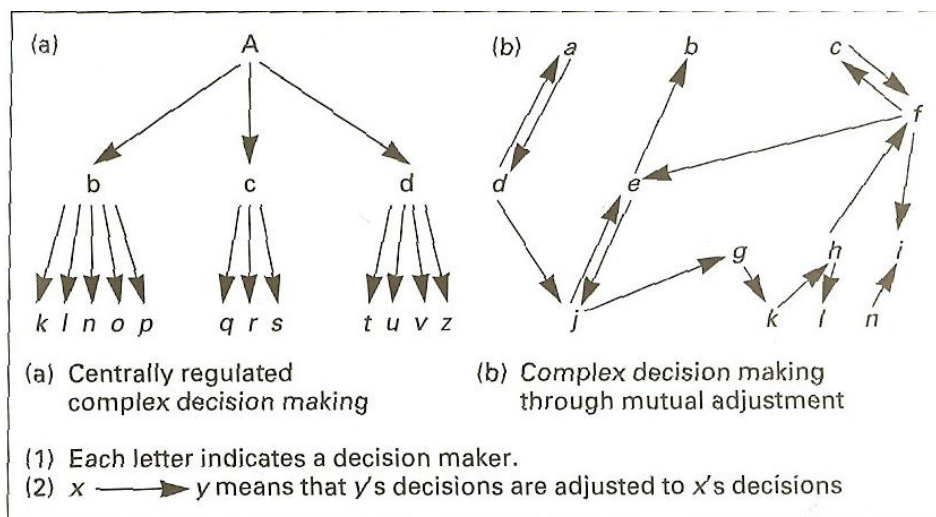 (a)
A
b c d
k l n o p q r s t u v z
(b)
a b c
f
d e
g h i
j k l n
(a) Centrally regulated
complex decision making
(b) Complex decision making
through mutual adjustment
(1) Each letter indicates a decision maker.
(2) x → y means that y's decisions are adjusted to x's decisions